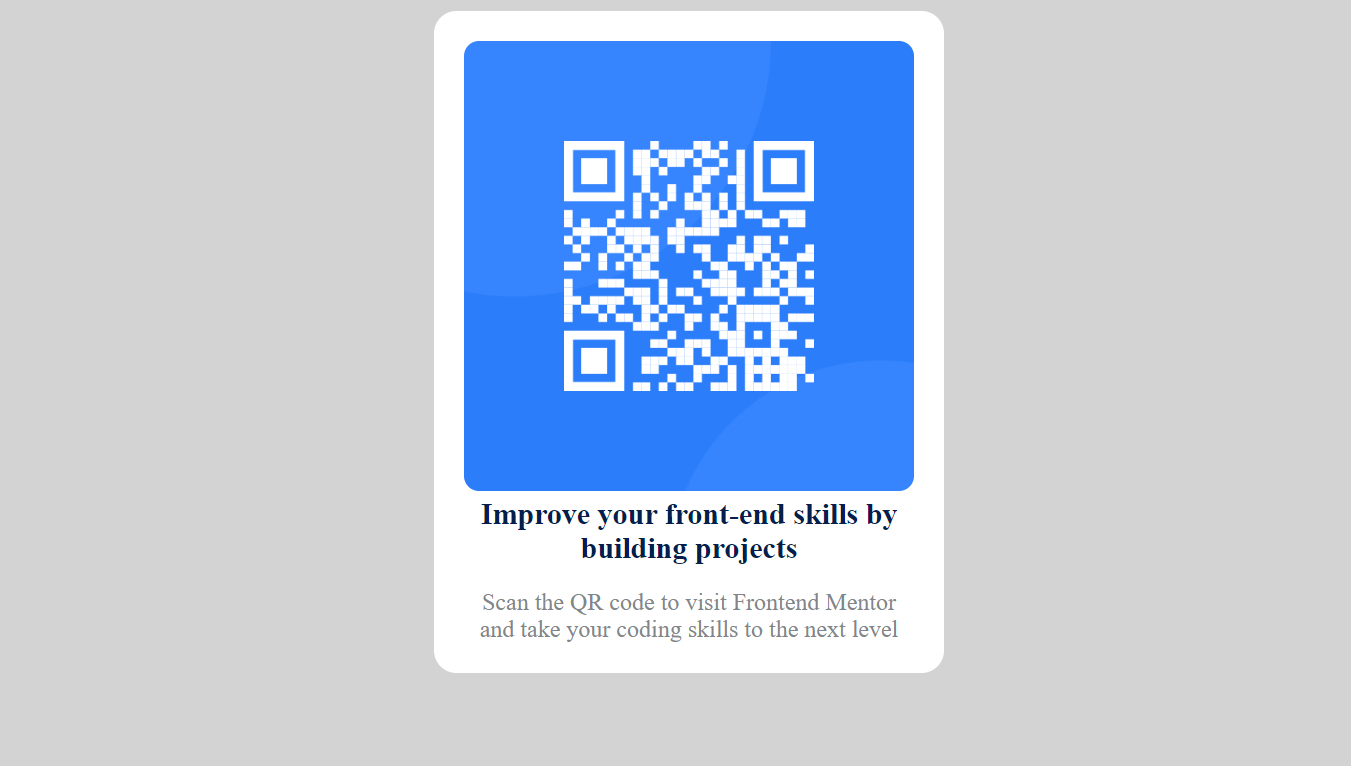 Improve your front-end skills by
building projects
Scan the QR code to visit Frontend Mentor
and take your coding skills to the next level